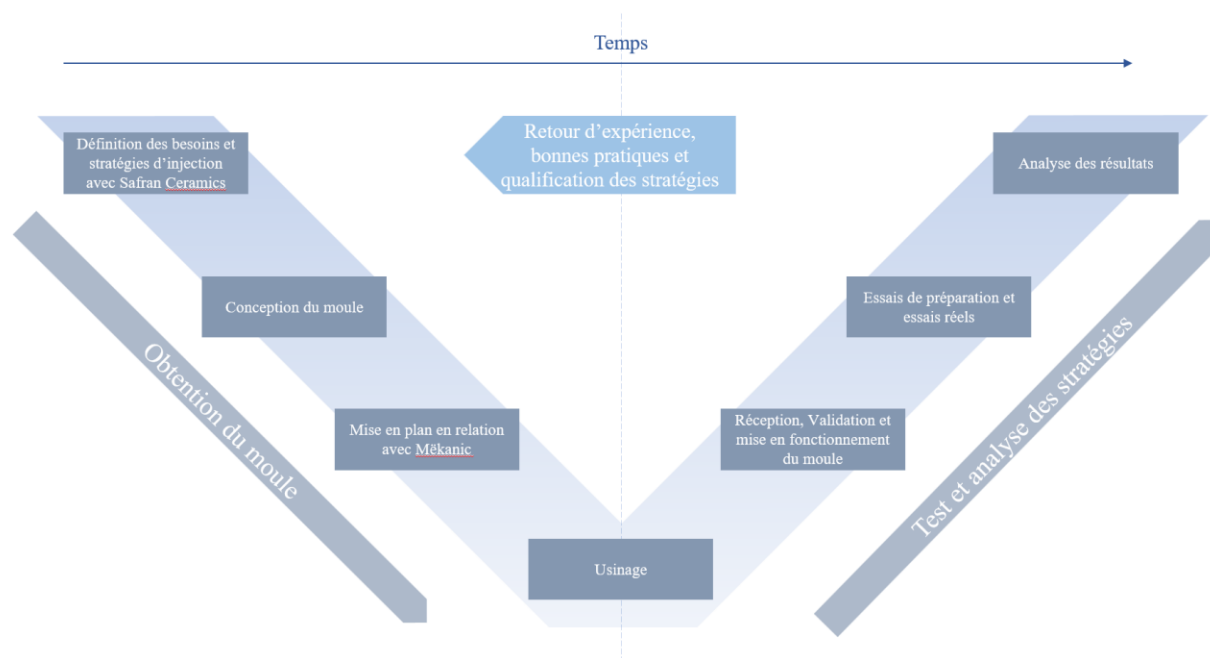 Temps
Définition des besoins et
stratégies d'injection
avec Safran Ceramics
Retour d'expérience,
bonnes pratiques et
qualification des stratégies
Analyse des résultats
Conception du moule
Essais de préparation et
essais réels
Obtention du moule
Test et analyse des stratégies
Mise en plan en relation
avec Mëkanic
Réception, Validation et
mise en fonctionnement
du moule
Usinage